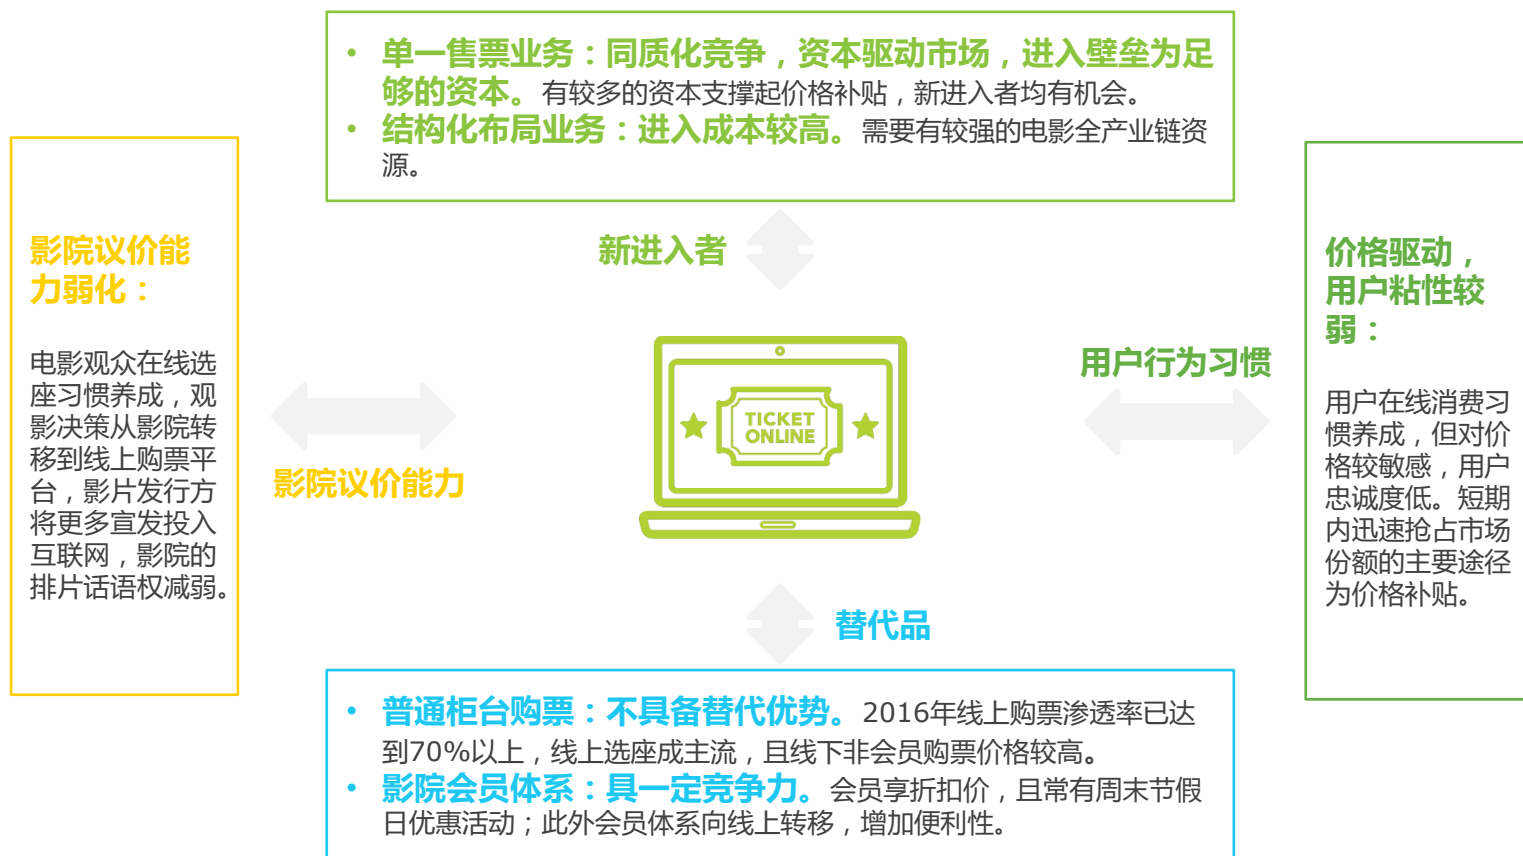 • 单一售票业务：同质化竞争，资本驱动市场，进入壁垒为足
够的资本。有较多的资本支撑起价格补贴，新进入者均有机会。
• 结构化布局业务：进入成本较高。需要有较强的电影全产业链资
源。
新进入者
影院议价能
力弱化：
电影观众在线选
座习惯养成，观
影决策从影院转
移到线上购票平
台，影片发行方
将更多宣发投入
互联网，影院的
排片话语权减弱。
影院议价能力
TICKET
ONLINE
用户行为习惯
价格驱动，
用户粘性较
弱：
用户在线消费习
惯养成，但对价
格较敏感，用户
忠诚度低。短期
内迅速抢占市场
份额的主要途径
为价格补贴。
替代品
• 普通柜台购票：不具备替代优势。2016年线上购票渗透率已达
到70%以上，线上选座成主流，且线下非会员购票价格较高。
• 影院会员体系：具一定竞争力。会员享折扣价，且常有周末节假
日优惠活动；此外会员体系向线上转移，增加便利性。